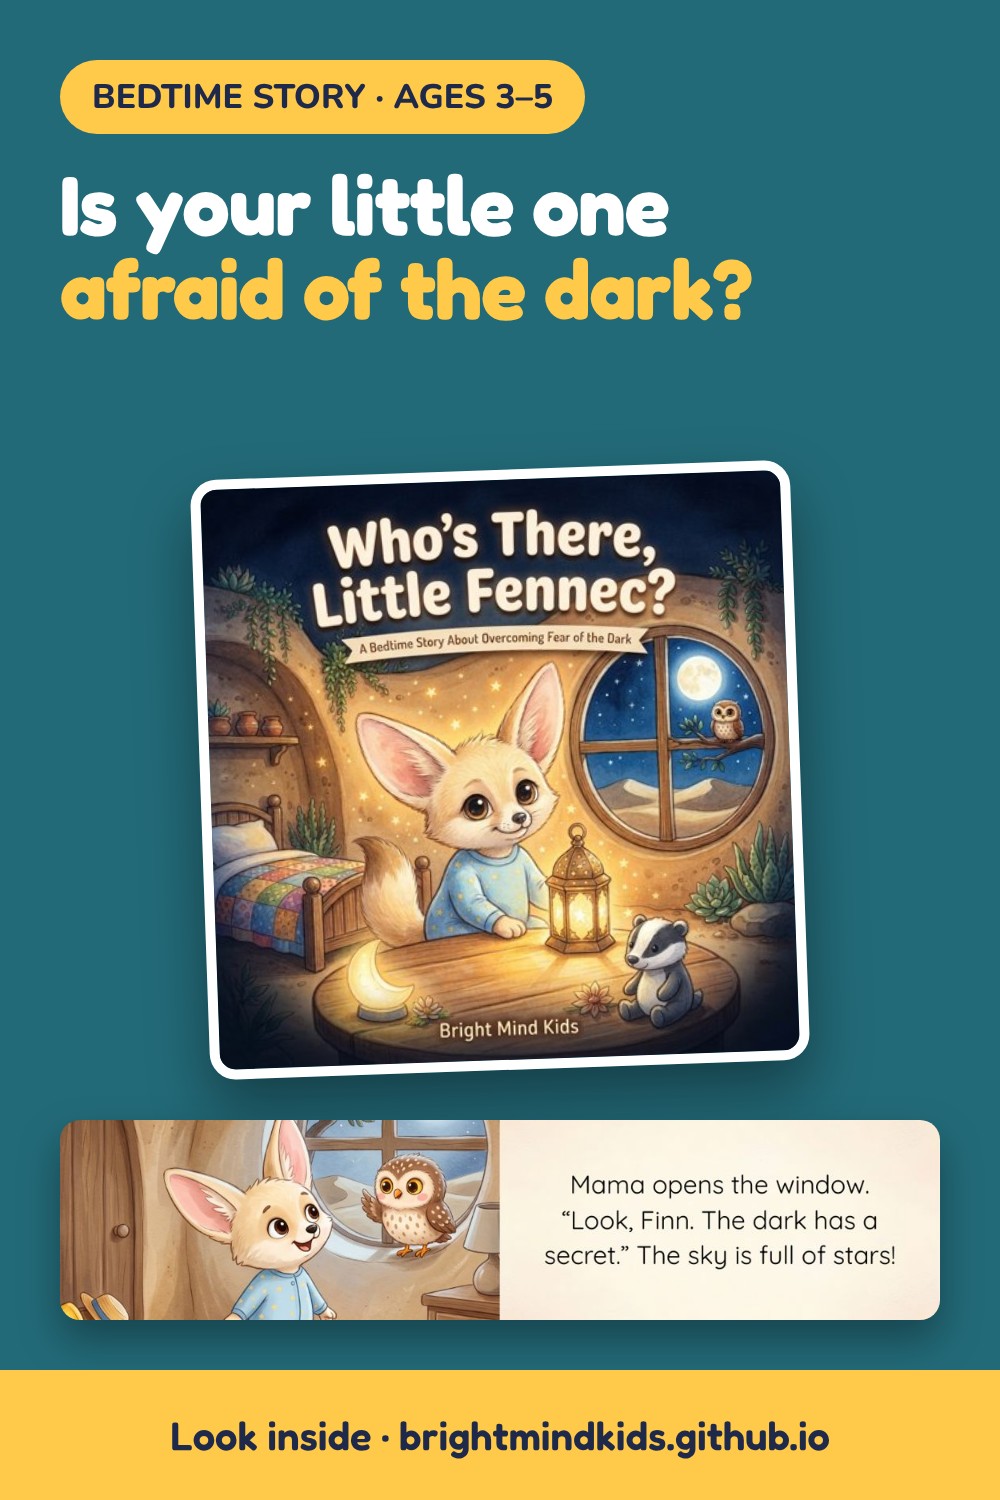 BEDTIME STORY · AGES 3–5
Is your little one
afraid of the dark?
Who’s There,
Little Fennec?
A Bedtime Story About Overcoming Fear of the Dark
Bright Mind Kids
Mama opens the window.
“Look, Finn. The dark has a
secret.” The sky is full of stars!
Look inside · brightmindkids.github.io